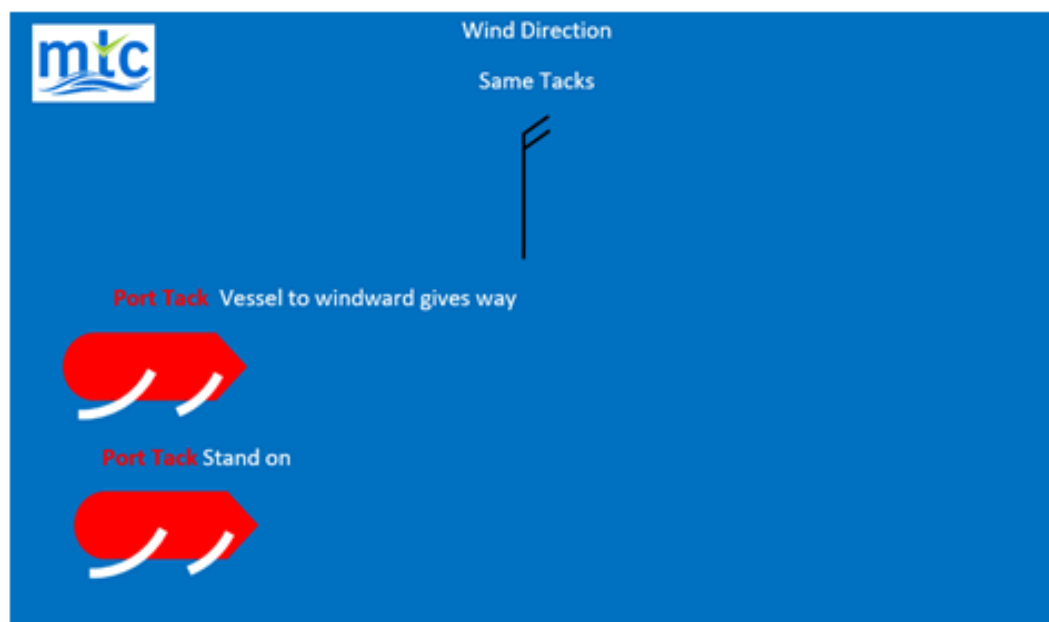 mtc
Wind Direction
Same Tacks
Port Tack Vessel to windward gives way
Port Tack Stand on